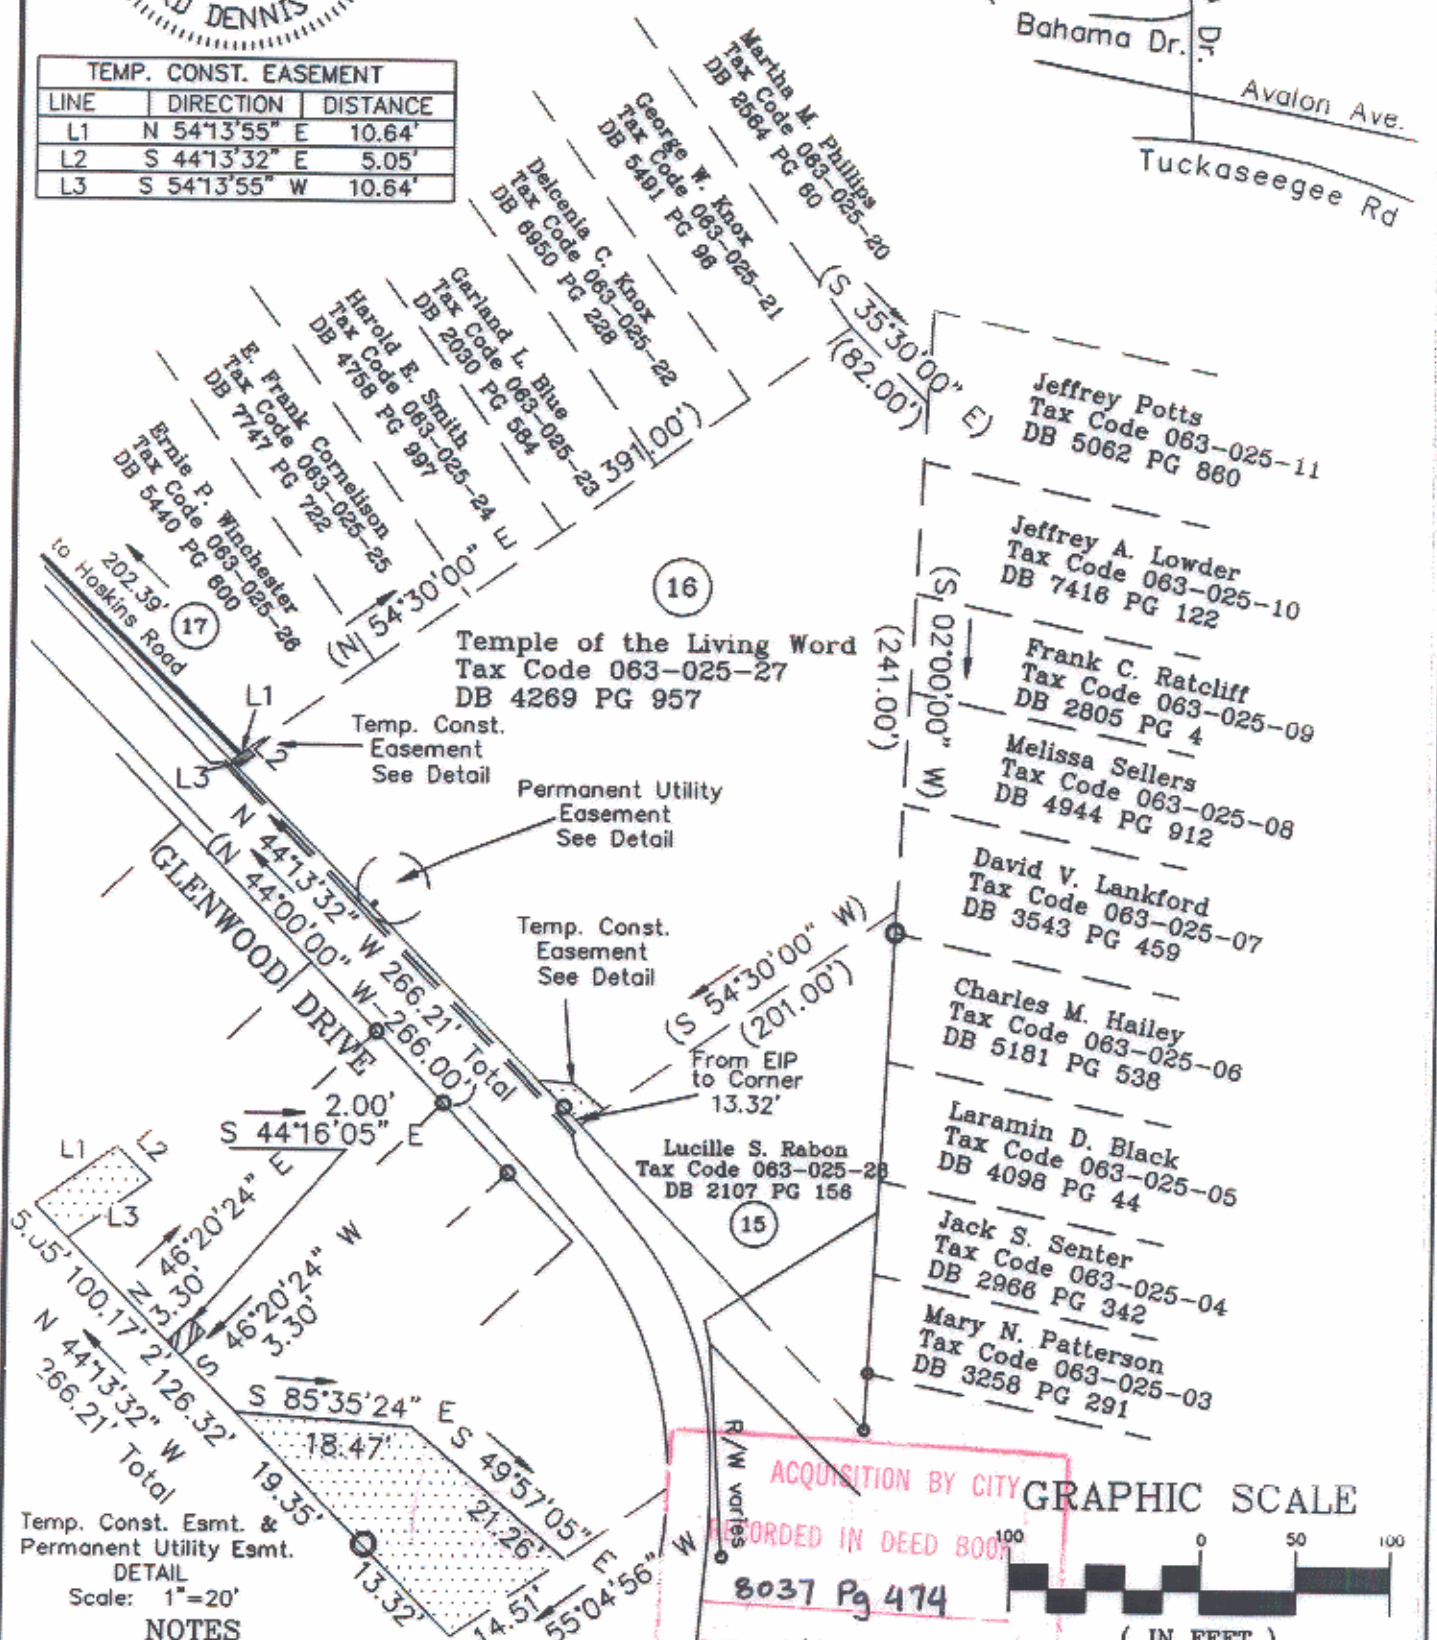 DENNIS
TEMP. CONST. EASEMENT
LINE DIRECTION DISTANCE
L1 N 54°13'55" E 10.64'
L2 S 44°13'32" E 5.05'
L3 S 54°13'55" W 10.64'
Bahama Dr.
Dr.
Avalon Ave.
Tuckaseegee Rd
Martha M. Phillips
Tax Code 063-025-20
DB 2564 PG 60
George W. Knox
Tax Code 063-025-21
DB 5491 PG 96
Delcenia C. Knox
Tax Code 063-025-22
DB 6950 PG 228
Garland L. Blue
Tax Code 063-025-23
DB 2030 PG 584
Harold E. Smith
Tax Code 063-025-24
DB 4758 PG 997
E. Frank Cornelison
Tax Code 063-025-25
DB 7747 PG 722
Ernie P. Winchester
Tax Code 063-025-26
DB 5440 PG 600
(S 35°30'00" E)
(82.00')
(N 54°30'00" E
391.00')
202.39'
to Hoskins Road
17
16
Temple of the Living Word
Tax Code 063-025-27
DB 4269 PG 957
(S 02°00'00" W)
(241.00')
Jeffrey Potts
Tax Code 063-025-11
DB 5062 PG 860
Jeffrey A. Lowder
Tax Code 063-025-10
DB 7416 PG 122
Frank C. Ratcliff
Tax Code 063-025-09
DB 2805 PG 4
Melissa Sellers
Tax Code 063-025-08
DB 4944 PG 912
David V. Lankford
Tax Code 063-025-07
DB 3543 PG 459
Charles M. Hailey
Tax Code 063-025-06
DB 5181 PG 538
Laramin D. Black
Tax Code 063-025-05
DB 4098 PG 44
Jack S. Senter
Tax Code 063-025-04
DB 2966 PG 342
Mary N. Patterson
Tax Code 063-025-03
DB 3258 PG 291
L1
L2
L3
Temp. Const.
Easement
See Detail
Permanent Utility
Easement
See Detail
N 44°13'32" W 266.21' Total
(N 44°00'00" W 266.00')
GLENWOOD DRIVE
Temp. Const.
Easement
See Detail
(S 54°30'00" W)
(201.00')
From EIP
to Corner
13.32'
Lucille S. Rabon
Tax Code 063-025-28
DB 2107 PG 156
15
2.00'
S 44°16'05" E
L1
L2
L3
N 46°20'24" E
3.30'
S 46°20'24" W
3.30'
5.05'
100.17'
2'
126.32'
N 44°13'32" W
266.21' Total
19.35'
S 85°35'24" E
18.47'
S 49°57'05" E
21.26'
13.32'
14.51'
55°04'56" W
R/W varies
Temp. Const. Esmt. &
Permanent Utility Esmt.
DETAIL
Scale: 1"=20'
NOTES
ACQUISITION BY CITY
RECORDED IN DEED BOOK
8037 Pg 474
GRAPHIC SCALE
100 0 50 100
( IN FEET )